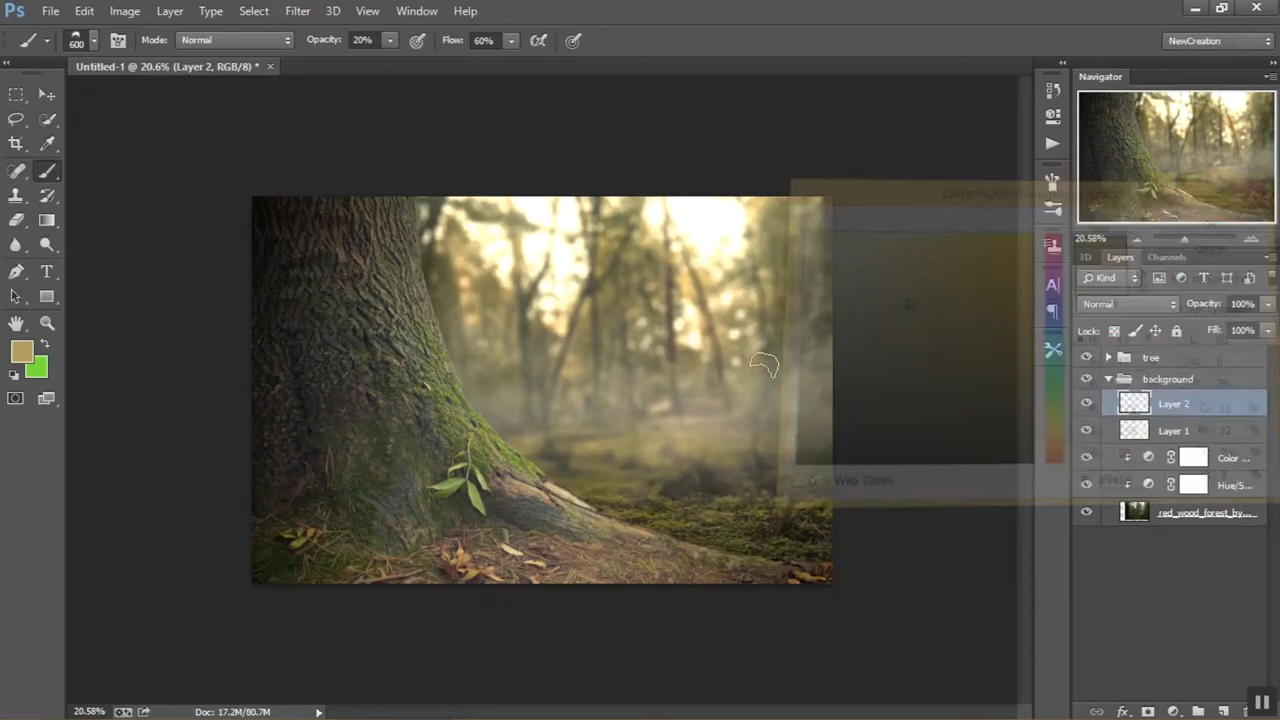 Ps File Edit Image Layer Type Select Filter 3D View Window Help
600 Mode: Normal Opacity: 20% Flow: 60% NewCreation
Untitled-1 @ 20.6% (Layer 2, RGB/8) * ×
Navigator
20.58%
3D Layers Channels
Kind T
Normal Opacity: 100%
Lock: Fill: 100%
tree
background
Layer 2
Layer 1
Color ...
Hue/S...
red_wood_forest_by...
Only Web Colors
20.58% Doc: 17.2M/80.7M
fx